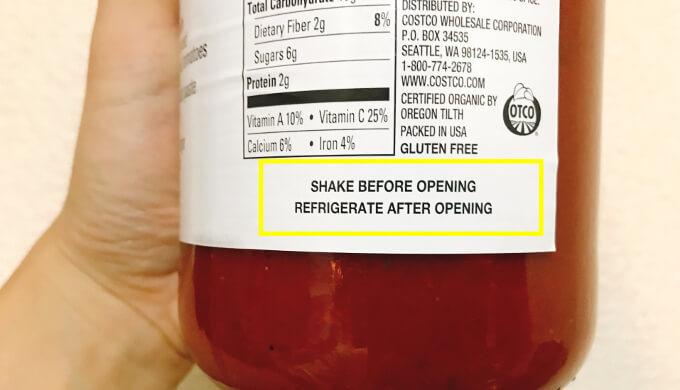 Total Carbohydrate
Dietary Fiber 2g 8%
Sugars 6g
Protein 2g
Vitamin A 10% • Vitamin C 25%
Calcium 6% • Iron 4%
DISTRIBUTED BY:
COSTCO WHOLESALE CORPORATION
P.O. BOX 34535
SEATTLE, WA 98124-1535, USA
1-800-774-2678
WWW.COSTCO.COM
CERTIFIED ORGANIC BY
OREGON TILTH
OTCO
PACKED IN USA
GLUTEN FREE
SHAKE BEFORE OPENING
REFRIGERATE AFTER OPENING